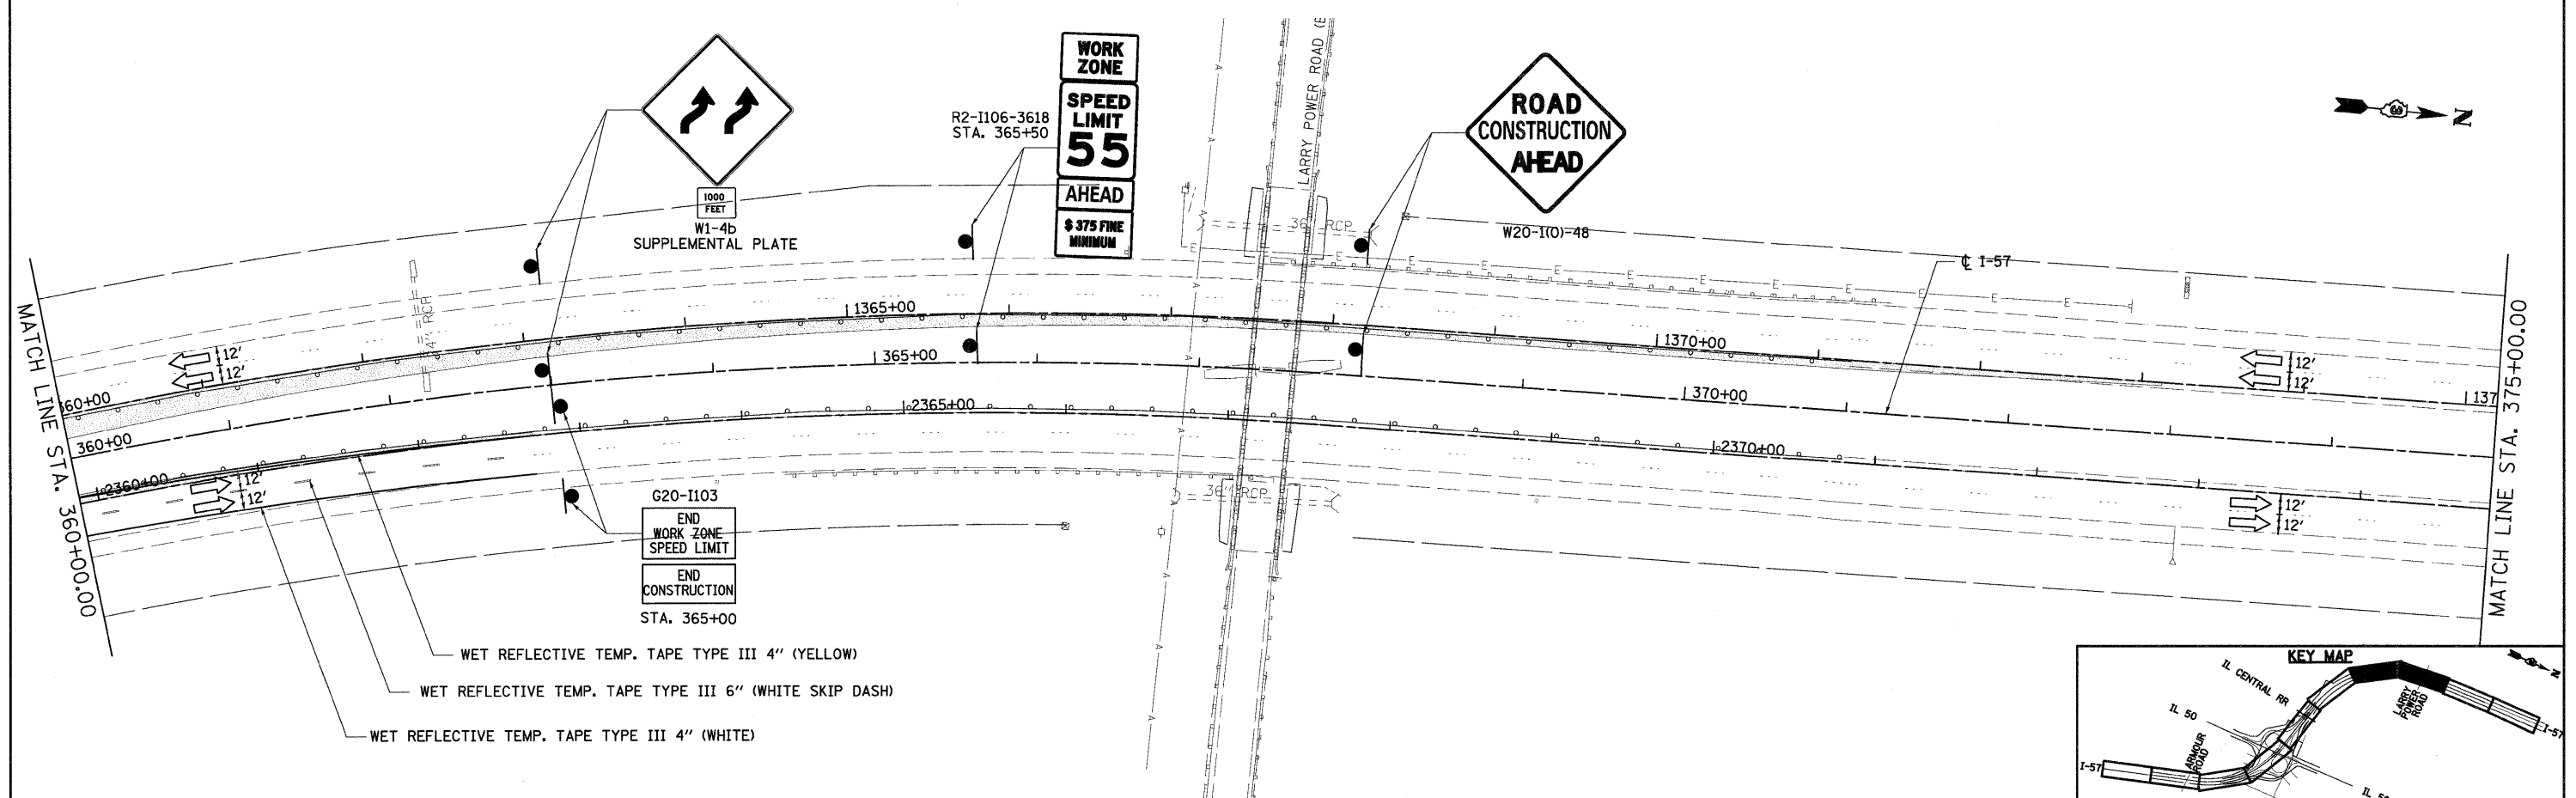 WORK
ZONE
SPEED
LIMIT
55
AHEAD
$ 375 FINE
MINIMUM
R2-I106-3618
STA. 365+50
1000
FEET
W1-4b
SUPPLEMENTAL PLATE
LARRY POWER ROAD
ROAD
CONSTRUCTION
AHEAD
W20-1(O)-48
N
℄ I-57
36" RCP
24" RCP
E E E E E E E E E E E
A A A A A A A A
1365+00
1370+00
137
12'
12'
12'
12'
60+00
360+00
365+00
370+00
2360+00
2365+00
2370+00
12'
12'
12'
12'
36" RCP
MATCH LINE STA. 360+00.00
MATCH LINE STA. 375+00.00
G20-I103
END
WORK ZONE
SPEED LIMIT
END
CONSTRUCTION
STA. 365+00
WET REFLECTIVE TEMP. TAPE TYPE III 4" (YELLOW)
WET REFLECTIVE TEMP. TAPE TYPE III 6" (WHITE SKIP DASH)
WET REFLECTIVE TEMP. TAPE TYPE III 4" (WHITE)
KEY MAP
N
IL CENTRAL RR
LARRY
POWER
ROAD
IL 50
ARMOUR
ROAD
I-57
I-57